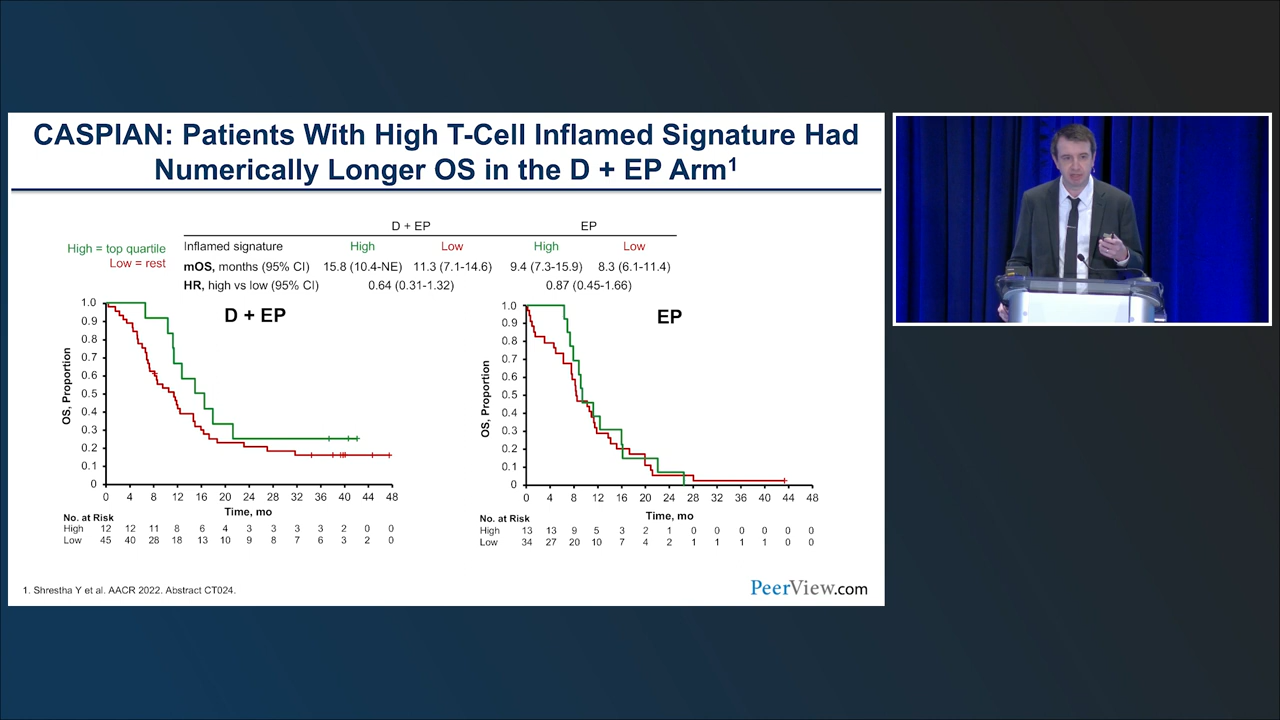 CASPIAN: Patients With High T-Cell Inflamed Signature Had
Numerically Longer OS in the D + EP Arm1
High = top quartile
Low = rest
D + EP EP
Inflamed signature High Low High Low
mOS, months (95% CI) 15.8 (10.4-NE) 11.3 (7.1-14.6) 9.4 (7.3-15.9) 8.3 (6.1-11.4)
HR, high vs low (95% CI) 0.64 (0.31-1.32) 0.87 (0.45-1.66)
D + EP
OS, Proportion
1.0
0.9
0.8
0.7
0.6
0.5
0.4
0.3
0.2
0.1
0
0 4 8 12 16 20 24 28 32 36 40 44 48
Time, mo
No. at Risk
High 12 12 11 8 6 4 3 3 3 3 2 0 0
Low 45 40 28 18 13 10 9 8 7 6 3 2 0
EP
OS, Proportion
1.0
0.9
0.8
0.7
0.6
0.5
0.4
0.3
0.2
0.1
0
0 4 8 12 16 20 24 28 32 36 40 44 48
Time, mo
No. at Risk
High 13 13 9 5 3 2 1 0 0 0 0 0 0
Low 34 27 20 10 7 4 2 1 1 1 1 0 0
1. Shrestha Y et al. AACR 2022. Abstract CT024.
PeerView.com